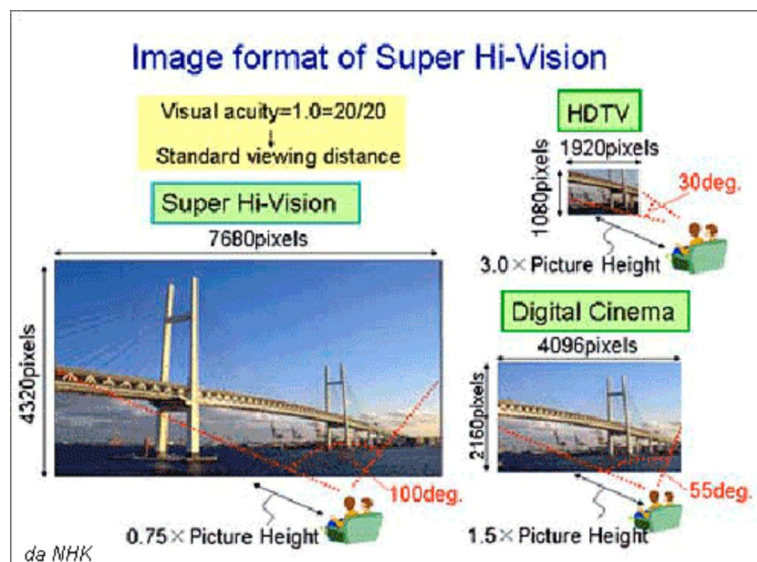 Image format of Super Hi-Vision
Visual acuity=1.0=20/20
Standard viewing distance
Super Hi-Vision
7680pixels
4320pixels
100deg.
0.75×Picture Height
HDTV
1920pixels
1080pixels
30deg.
3.0×Picture Height
Digital Cinema
4096pixels
2160pixels
55deg.
1.5×Picture Height
da NHK